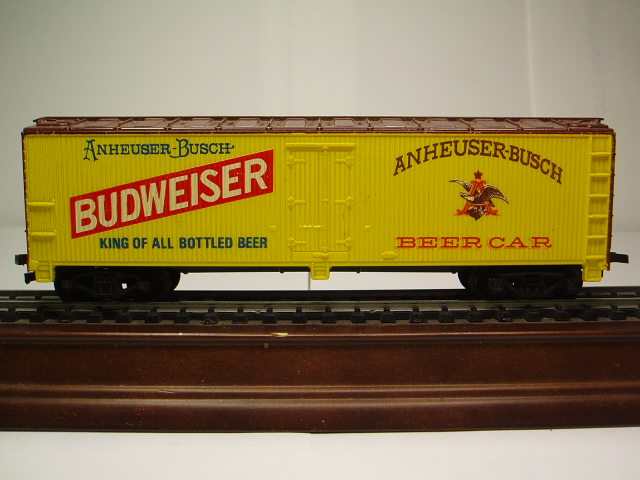 ANHEUSER-BUSCH
BUDWEISER
KING OF ALL BOTTLED BEER
ANHEUSER-BUSCH
BEER CAR